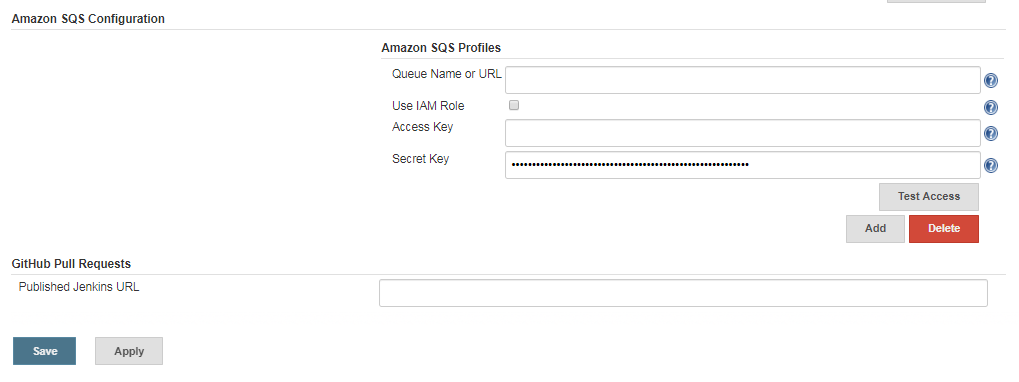 Amazon SQS Configuration
Amazon SQS Profiles
Queue Name or URL
Use IAM Role
Access Key
Secret Key
Test Access
Add Delete
GitHub Pull Requests
Published Jenkins URL
Save Apply